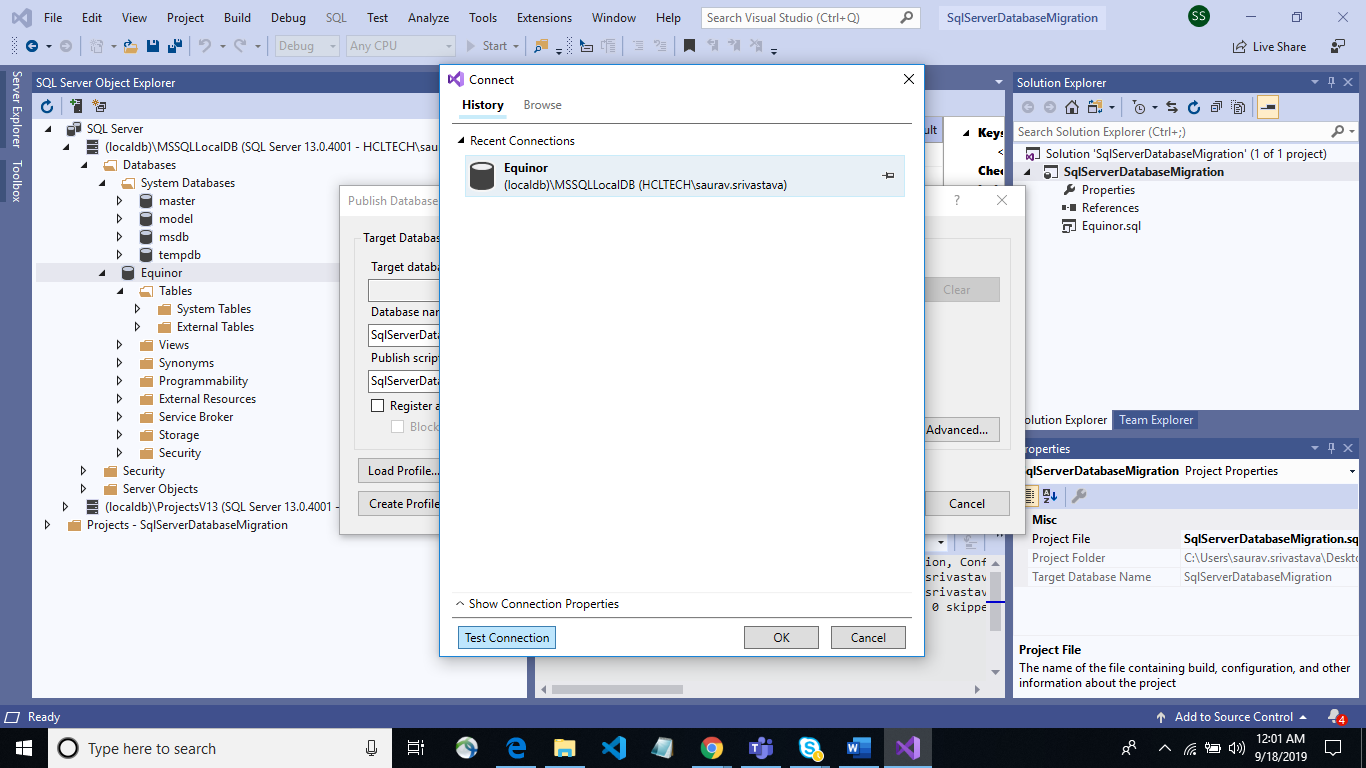 File Edit View Project Build Debug SQL Test Analyze Tools Extensions Window Help Search Visual Studio (Ctrl+Q) SqlServerDatabaseMigration SS
Debug Any CPU Start Live Share
Server Explorer
Toolbox
SQL Server Object Explorer
SQL Server
(localdb)\MSSQLLocalDB (SQL Server 13.0.4001 - HCLTECH\sau
Databases
System Databases
master
model
msdb
tempdb
Equinor
Tables
System Tables
External Tables
Views
Synonyms
Programmability
External Resources
Service Broker
Storage
Security
Security
Server Objects
(localdb)\ProjectsV13 (SQL Server 13.0.4001 -
Projects - SqlServerDatabaseMigration
Publish Database
Target Databas
Target databa
Clear
Database nam
SqlServerData
Publish script
SqlServerData
Register a
Block
Advanced...
Load Profile...
Create Profile
Cancel
Connect
History Browse
Recent Connections
Equinor
(localdb)\MSSQLLocalDB (HCLTECH\saurav.srivastava)
Show Connection Properties
Test Connection OK Cancel
ult
Keys
<
Chec
ion, Conf
srivastav
srivastav
0 skippe
Solution Explorer
Search Solution Explorer (Ctrl+;)
Solution 'SqlServerDatabaseMigration' (1 of 1 project)
SqlServerDatabaseMigration
Properties
References
Equinor.sql
olution Explorer Team Explorer
roperties
qlServerDatabaseMigration Project Properties
Misc
Project File SqlServerDatabaseMigration.sq
Project Folder C:\Users\saurav.srivastava\Deskto
Target Database Name SqlServerDatabaseMigration
Project File
The name of the file containing build, configuration, and other
information about the project
Ready Add to Source Control 4
Type here to search
12:01 AM
9/18/2019